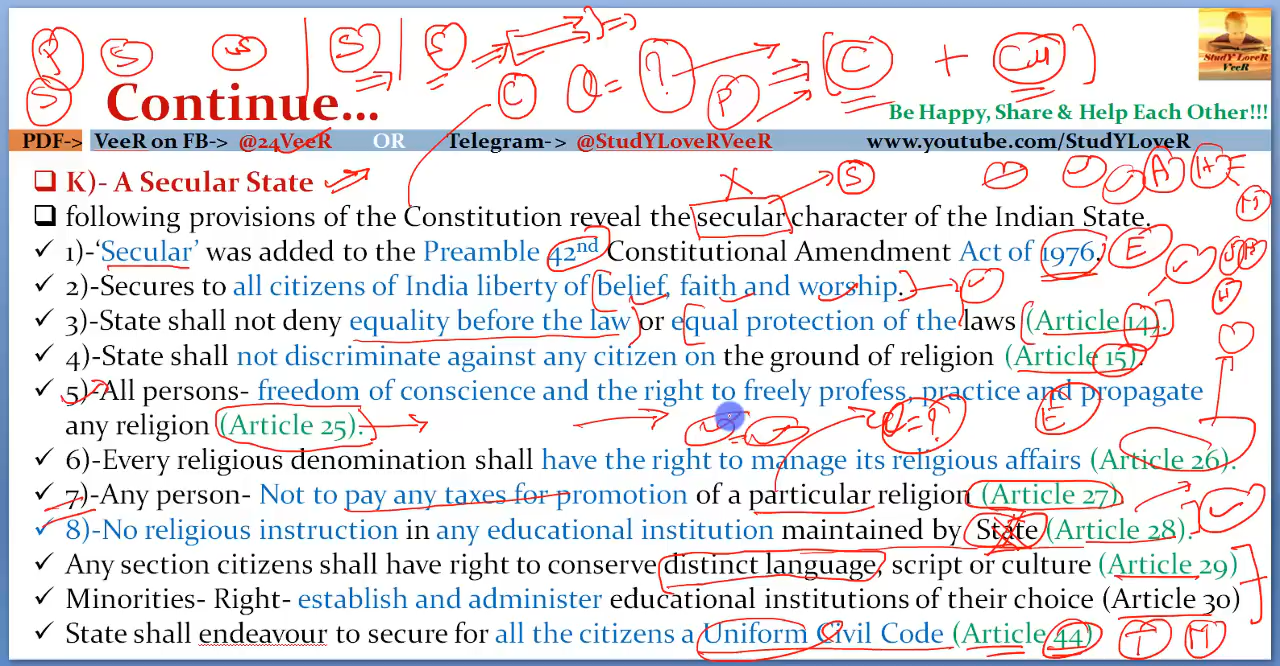 StudY LoveR
VeeR
Continue...
Be Happy, Share & Help Each Other!!!
PDF-> VeeR on FB-> @24VeeR OR Telegram-> @StudYLoveRVeeR www.youtube.com/StudYLoveR
K)- A Secular State
following provisions of the Constitution reveal the secular character of the Indian State.
1)-‘Secular’ was added to the Preamble 42nd Constitutional Amendment Act of 1976.
2)-Secures to all citizens of India liberty of belief, faith and worship.
3)-State shall not deny equality before the law or equal protection of the laws (Article 14).
4)-State shall not discriminate against any citizen on the ground of religion (Article 15)
5)-All persons- freedom of conscience and the right to freely profess, practice and propagate
any religion (Article 25).
6)-Every religious denomination shall have the right to manage its religious affairs (Article 26).
7)-Any person- Not to pay any taxes for promotion of a particular religion (Article 27)
8)-No religious instruction in any educational institution maintained by State (Article 28).
Any section citizens shall have right to conserve distinct language, script or culture (Article 29)
Minorities- Right- establish and administer educational institutions of their choice (Article 30)
State shall endeavour to secure for all the citizens a Uniform Civil Code (Article 44)